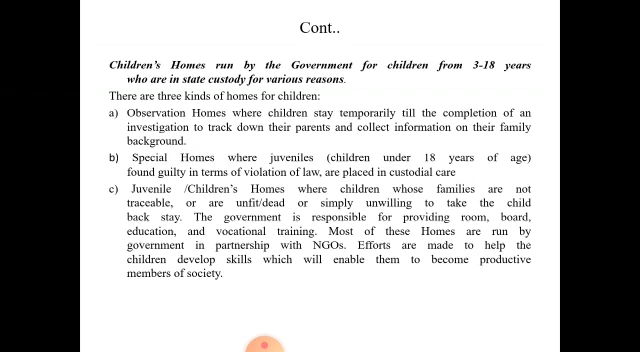 Cont..
Children's Homes run by the Government for children from 3-18 years
who are in state custody for various reasons.
There are three kinds of homes for children:
a) Observation Homes where children stay temporarily till the completion of an
investigation to track down their parents and collect information on their family
background.
b) Special Homes where juveniles (children under 18 years of age)
found guilty in terms of violation of law, are placed in custodial care
c) Juvenile /Children's Homes where children whose families are not
traceable, or are unfit/dead or simply unwilling to take the child
back stay. The government is responsible for providing room, board,
education, and vocational training. Most of these Homes are run by
government in partnership with NGOs. Efforts are made to help the
children develop skills which will enable them to become productive
members of society.